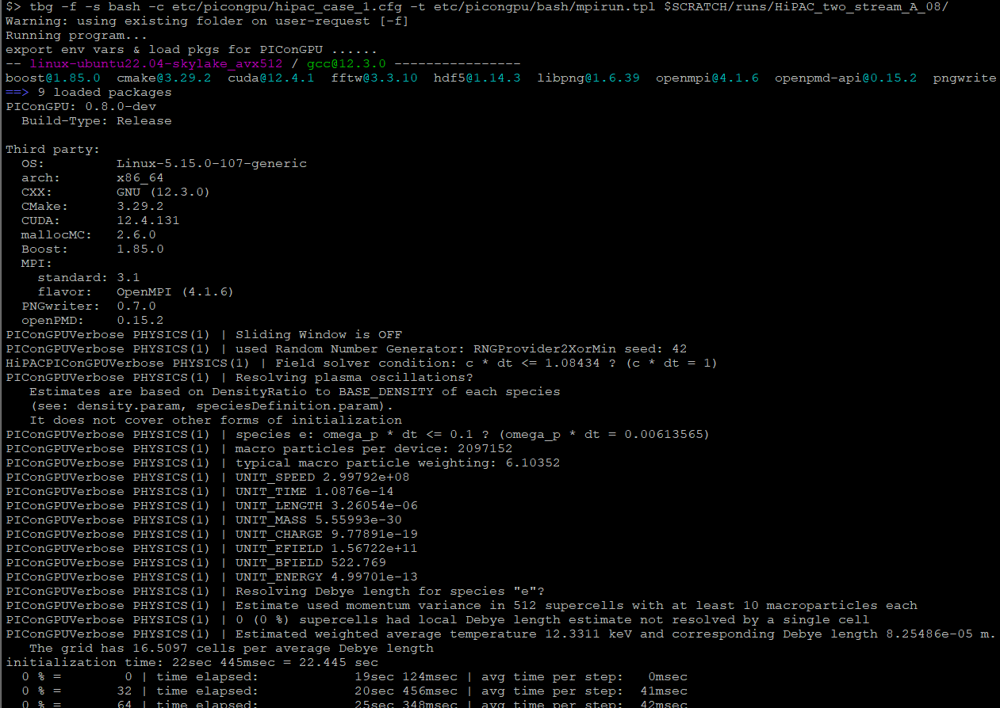 $> tbg -f -s bash -c etc/picongpu/hipac_case_1.cfg -t etc/picongpu/bash/mpirun.tpl $SCRATCH/runs/HiPAC_two_stream_A_08/
Warning: using existing folder on user-request [-f]
Running program...
export env vars & load pkgs for PIConGPU ......
-- linux-ubuntu22.04-skylake_avx512 / gcc@12.3.0 ----------------
boost@1.85.0  cmake@3.29.2  cuda@12.4.1  fftw@3.3.10  hdf5@1.14.3  libpng@1.6.39  openmpi@4.1.6  openpmd-api@0.15.2  pngwrite
==> 9 loaded packages
PIConGPU: 0.8.0-dev
  Build-Type: Release
Third party:
  OS:         Linux-5.15.0-107-generic
  arch:       x86_64
  CXX:        GNU (12.3.0)
  CMake:      3.29.2
  CUDA:       12.4.131
  mallocMC:   2.6.0
  Boost:      1.85.0
  MPI:
    standard: 3.1
    flavor:   OpenMPI (4.1.6)
  PNGwriter:  0.7.0
  openPMD:    0.15.2
PIConGPUVerbose PHYSICS(1) | Sliding Window is OFF
PIConGPUVerbose PHYSICS(1) | used Random Number Generator: RNGProvider2XorMin seed: 42
HiPACPIConGPUVerbose PHYSICS(1) | Field solver condition: c * dt <= 1.08434 ? (c * dt = 1)
PIConGPUVerbose PHYSICS(1) | Resolving plasma oscillations?
   Estimates are based on DensityRatio to BASE_DENSITY of each species
   (see: density.param, speciesDefinition.param).
   It does not cover other forms of initialization
PIConGPUVerbose PHYSICS(1) | species e: omega_p * dt <= 0.1 ? (omega_p * dt = 0.00613565)
PIConGPUVerbose PHYSICS(1) | macro particles per device: 2097152
PIConGPUVerbose PHYSICS(1) | typical macro particle weighting: 6.10352
PIConGPUVerbose PHYSICS(1) | UNIT_SPEED 2.99792e+08
PIConGPUVerbose PHYSICS(1) | UNIT_TIME 1.0876e-14
PIConGPUVerbose PHYSICS(1) | UNIT_LENGTH 3.26054e-06
PIConGPUVerbose PHYSICS(1) | UNIT_MASS 5.55993e-30
PIConGPUVerbose PHYSICS(1) | UNIT_CHARGE 9.77891e-19
PIConGPUVerbose PHYSICS(1) | UNIT_EFIELD 1.56722e+11
PIConGPUVerbose PHYSICS(1) | UNIT_BFIELD 522.769
PIConGPUVerbose PHYSICS(1) | UNIT_ENERGY 4.99701e-13
PIConGPUVerbose PHYSICS(1) | Resolving Debye length for species "e"?
PIConGPUVerbose PHYSICS(1) | Estimate used momentum variance in 512 supercells with at least 10 macroparticles each
PIConGPUVerbose PHYSICS(1) | 0 (0 %) supercells had local Debye length estimate not resolved by a single cell
PIConGPUVerbose PHYSICS(1) | Estimated weighted average temperature 12.3311 keV and corresponding Debye length 8.25486e-05 m.
   The grid has 16.5097 cells per average Debye length
initialization time: 22sec 445msec = 22.445 sec
  0 % =        0 | time elapsed:            19sec 124msec | avg time per step:   0msec
  0 % =       32 | time elapsed:            20sec 456msec | avg time per step:  41msec
  0 % =       64 | time elapsed:            25sec 348msec | avg time per step:  42msec